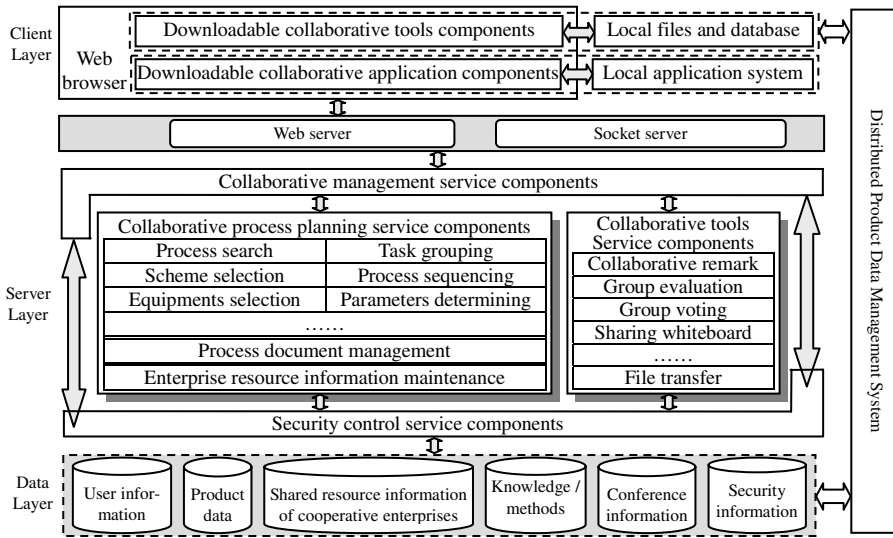 Client
Layer
Web
browser
Downloadable collaborative tools components
Local files and database
Downloadable collaborative application components
Local application system
Web server
Socket server
Collaborative management service components
Server
Layer
Collaborative process planning service components
Process search
Task grouping
Scheme selection
Process sequencing
Equipments selection
Parameters determining
……
Process document management
Enterprise resource information maintenance
Collaborative tools
Service components
Collaborative remark
Group evaluation
Group voting
Sharing whiteboard
……
File transfer
Security control service components
Data
Layer
User infor-
mation
Product
data
Shared resource information
of cooperative enterprises
Knowledge /
methods
Conference
information
Security
information
Distributed Product Data Management System